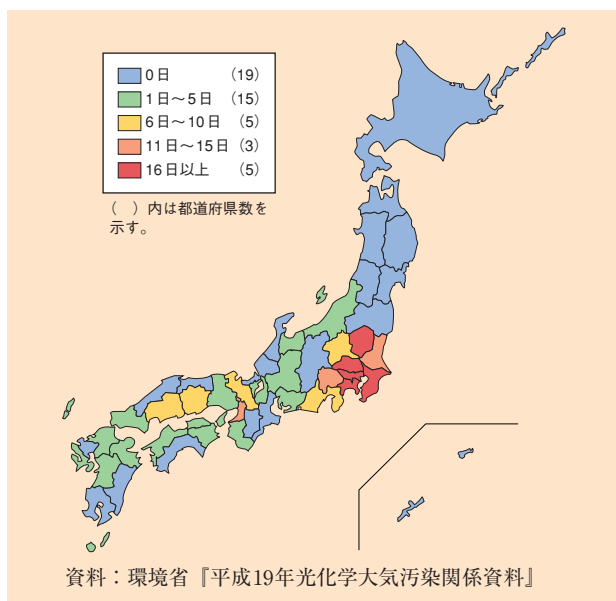 0日 (19)
1日〜5日 (15)
6日〜10日 (5)
11日〜15日 (3)
16日以上 (5)
( )内は都道府県数を
示す。
資料:環境省『平成19年光化学大気汚染関係資料』